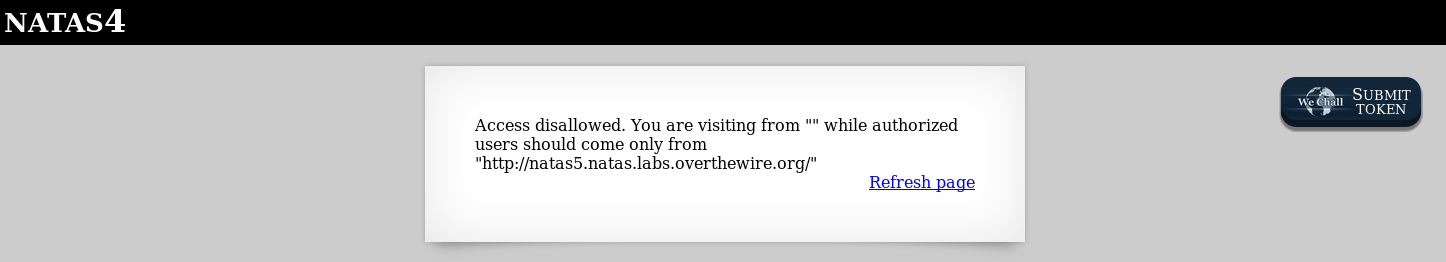 NATAS4
Access disallowed. You are visiting from "" while authorized
users should come only from
"http://natas5.natas.labs.overthewire.org/"
Refresh page
We Chall
SUBMIT
TOKEN